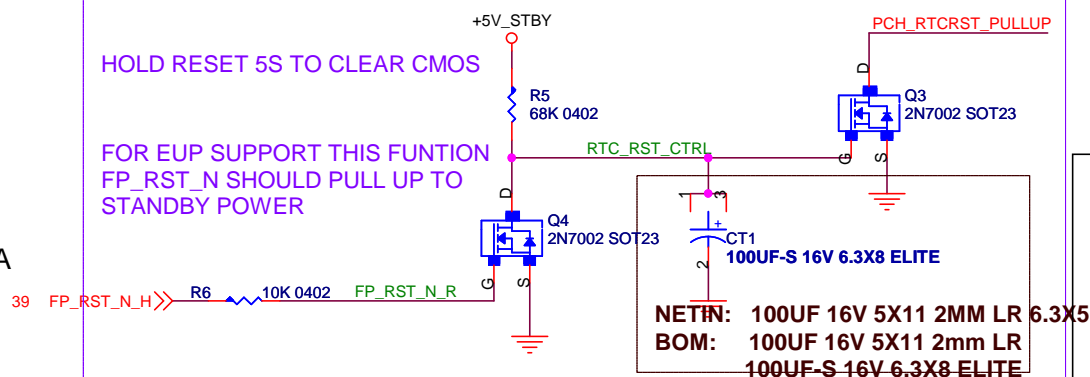 +5V_STBY
PCH_RTCRST_PULLUP
HOLD RESET 5S TO CLEAR CMOS
D
R5
68K 0402
Q3
2N7002 SOT23
FOR EUP SUPPORT THIS FUNTION
FP_RST_N SHOULD PULL UP TO
STANDBY POWER
RTC_RST_CTRL
G
S
D
1
3
Q4
2N7002 SOT23
+
CT1
100UF-S 16V 6.3X8 ELITE
2
A
G
S
39 FP_RST_N_H
R6
10K 0402
FP_RST_N_R
NETIN: 100UF 16V 5X11 2MM LR 6.3X5
BOM: 100UF 16V 5X11 2mm LR
100UF-S 16V 6.3X8 ELITE